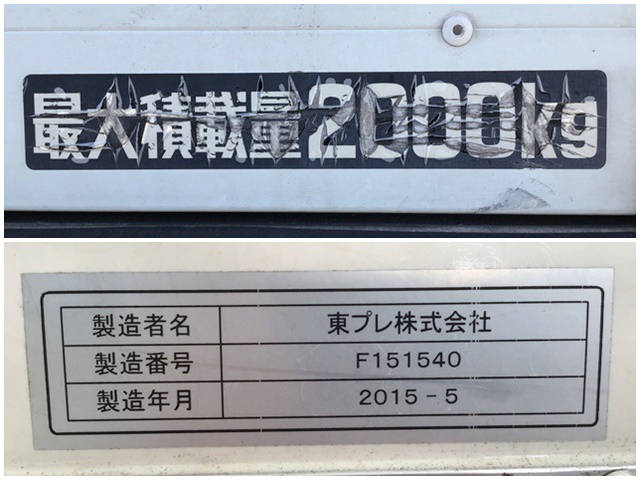 最大積載量2000kg
製造者名 東プレ株式会社
製造番号 F151540
製造年月 2015-5